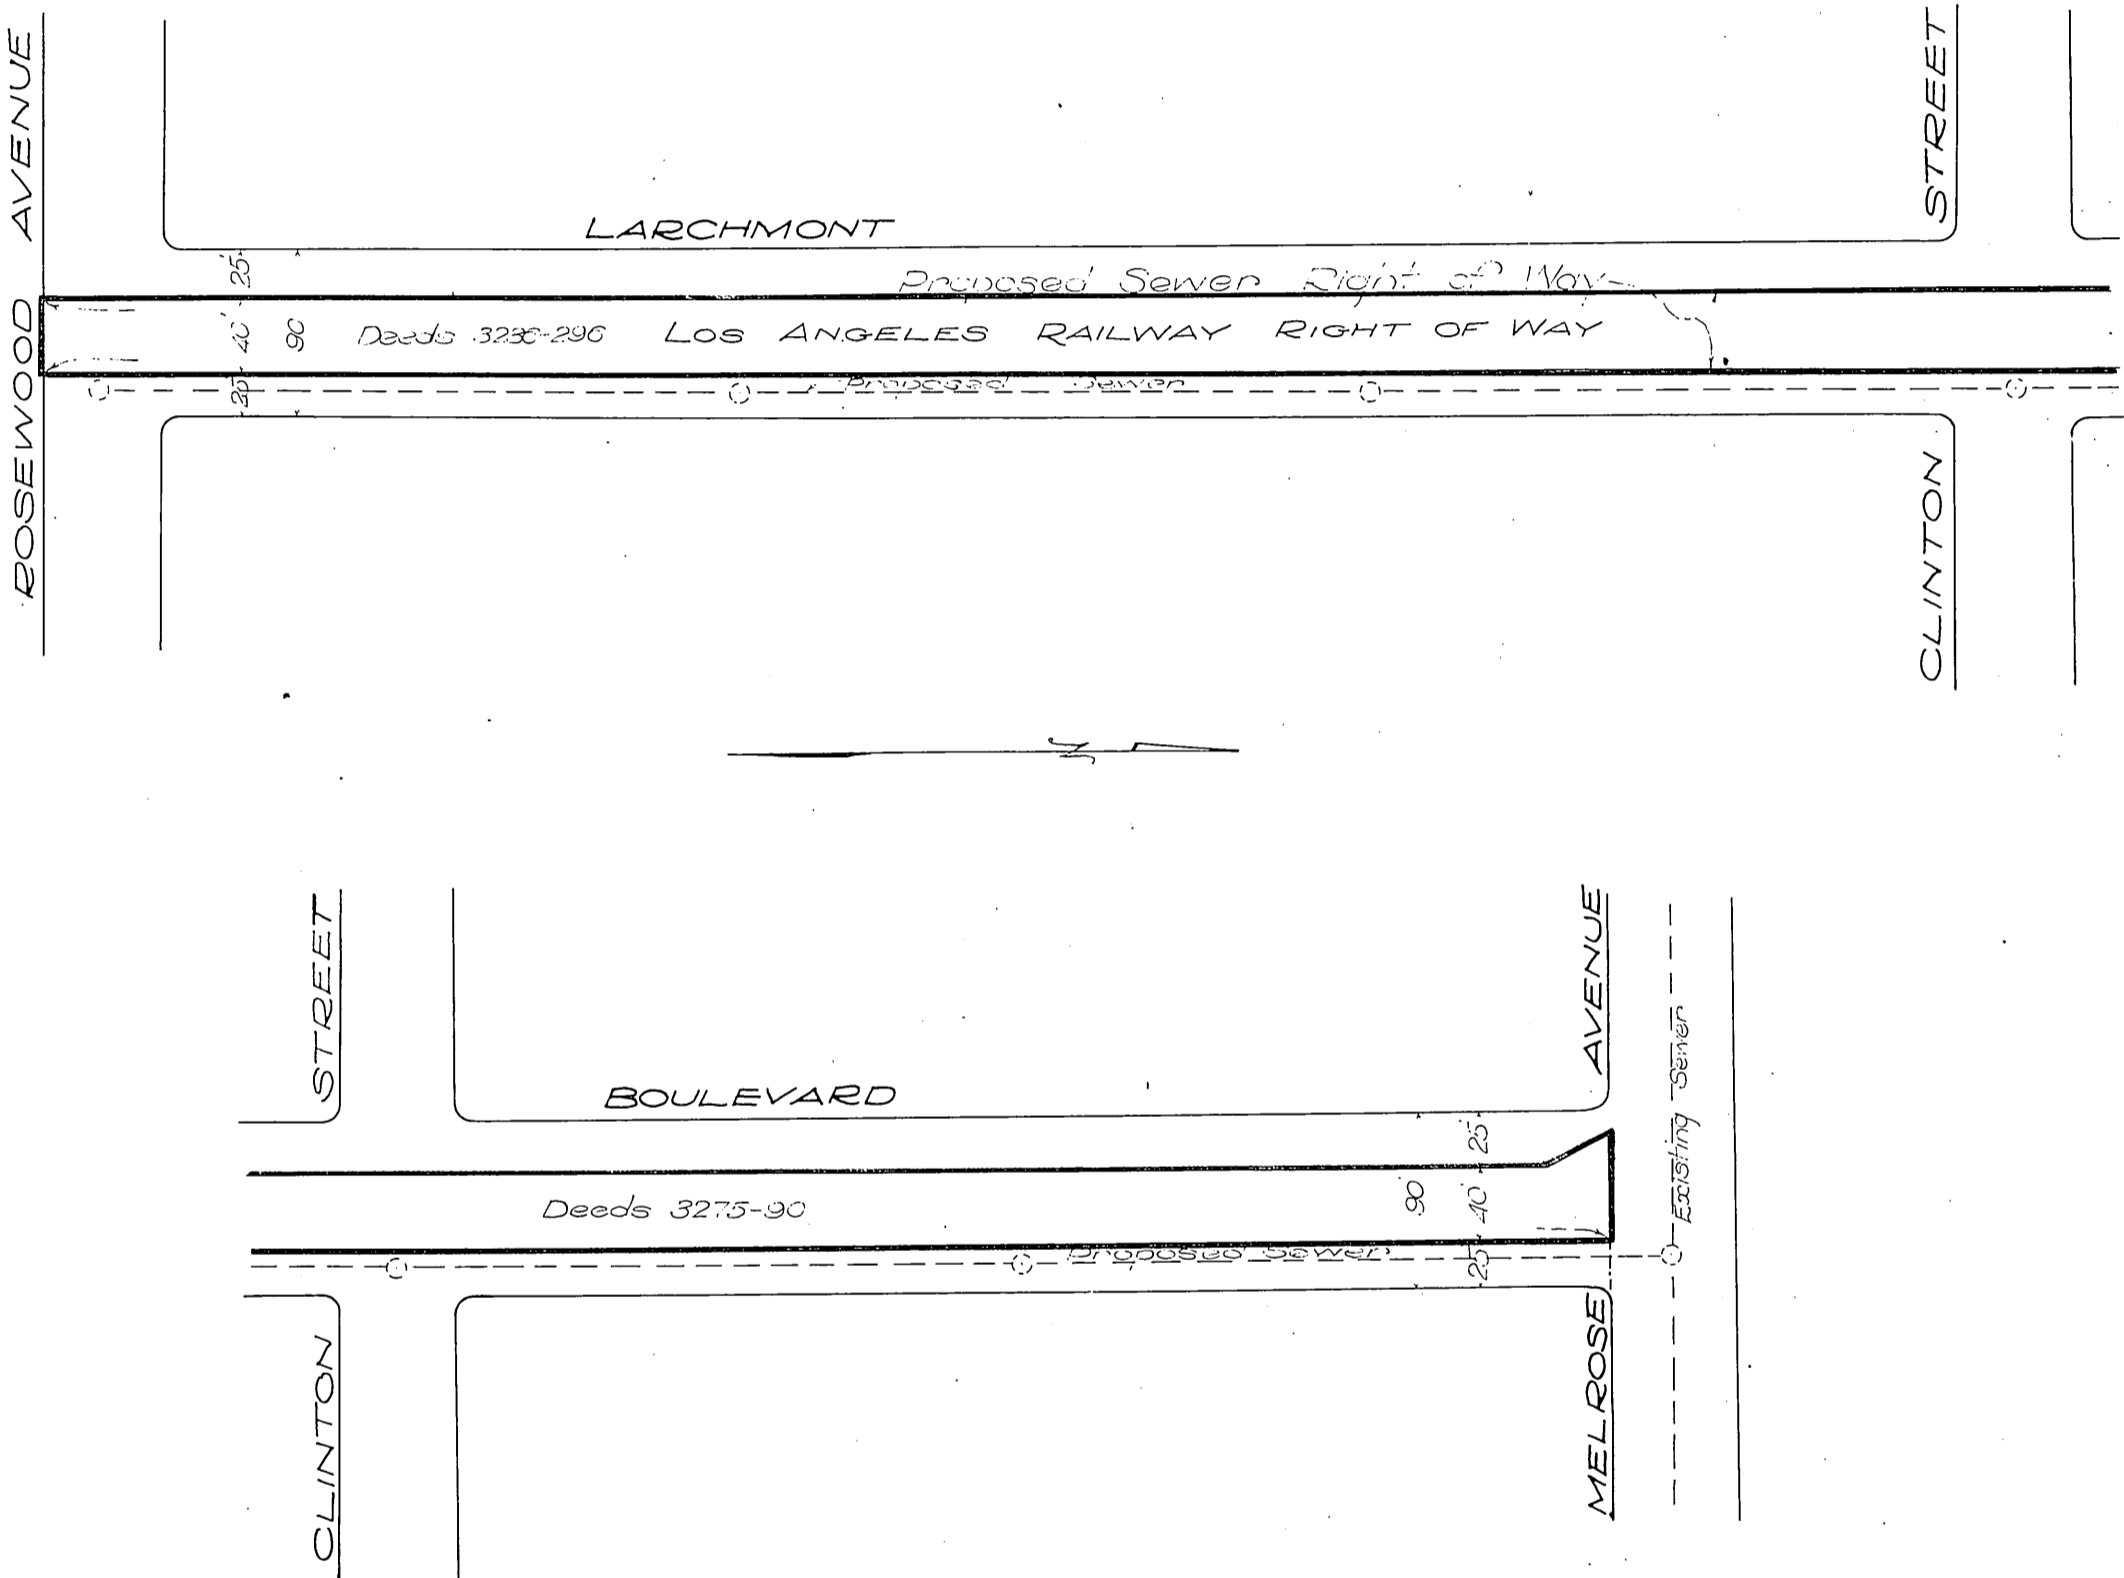 ROSEWOOD AVENUE
LARCHMONT
STREET
CLINTON
Proposed Sewer Right of Way
25'
40'
25'
90
Deeds 3236-296 LOS ANGELES RAILWAY RIGHT OF WAY
Proposed Sewer
N
STREET
CLINTON
BOULEVARD
AVENUE
MELROSE
25'
40'
25'
90'
Deeds 3275-90
Proposed Sewer
Existing Sewer